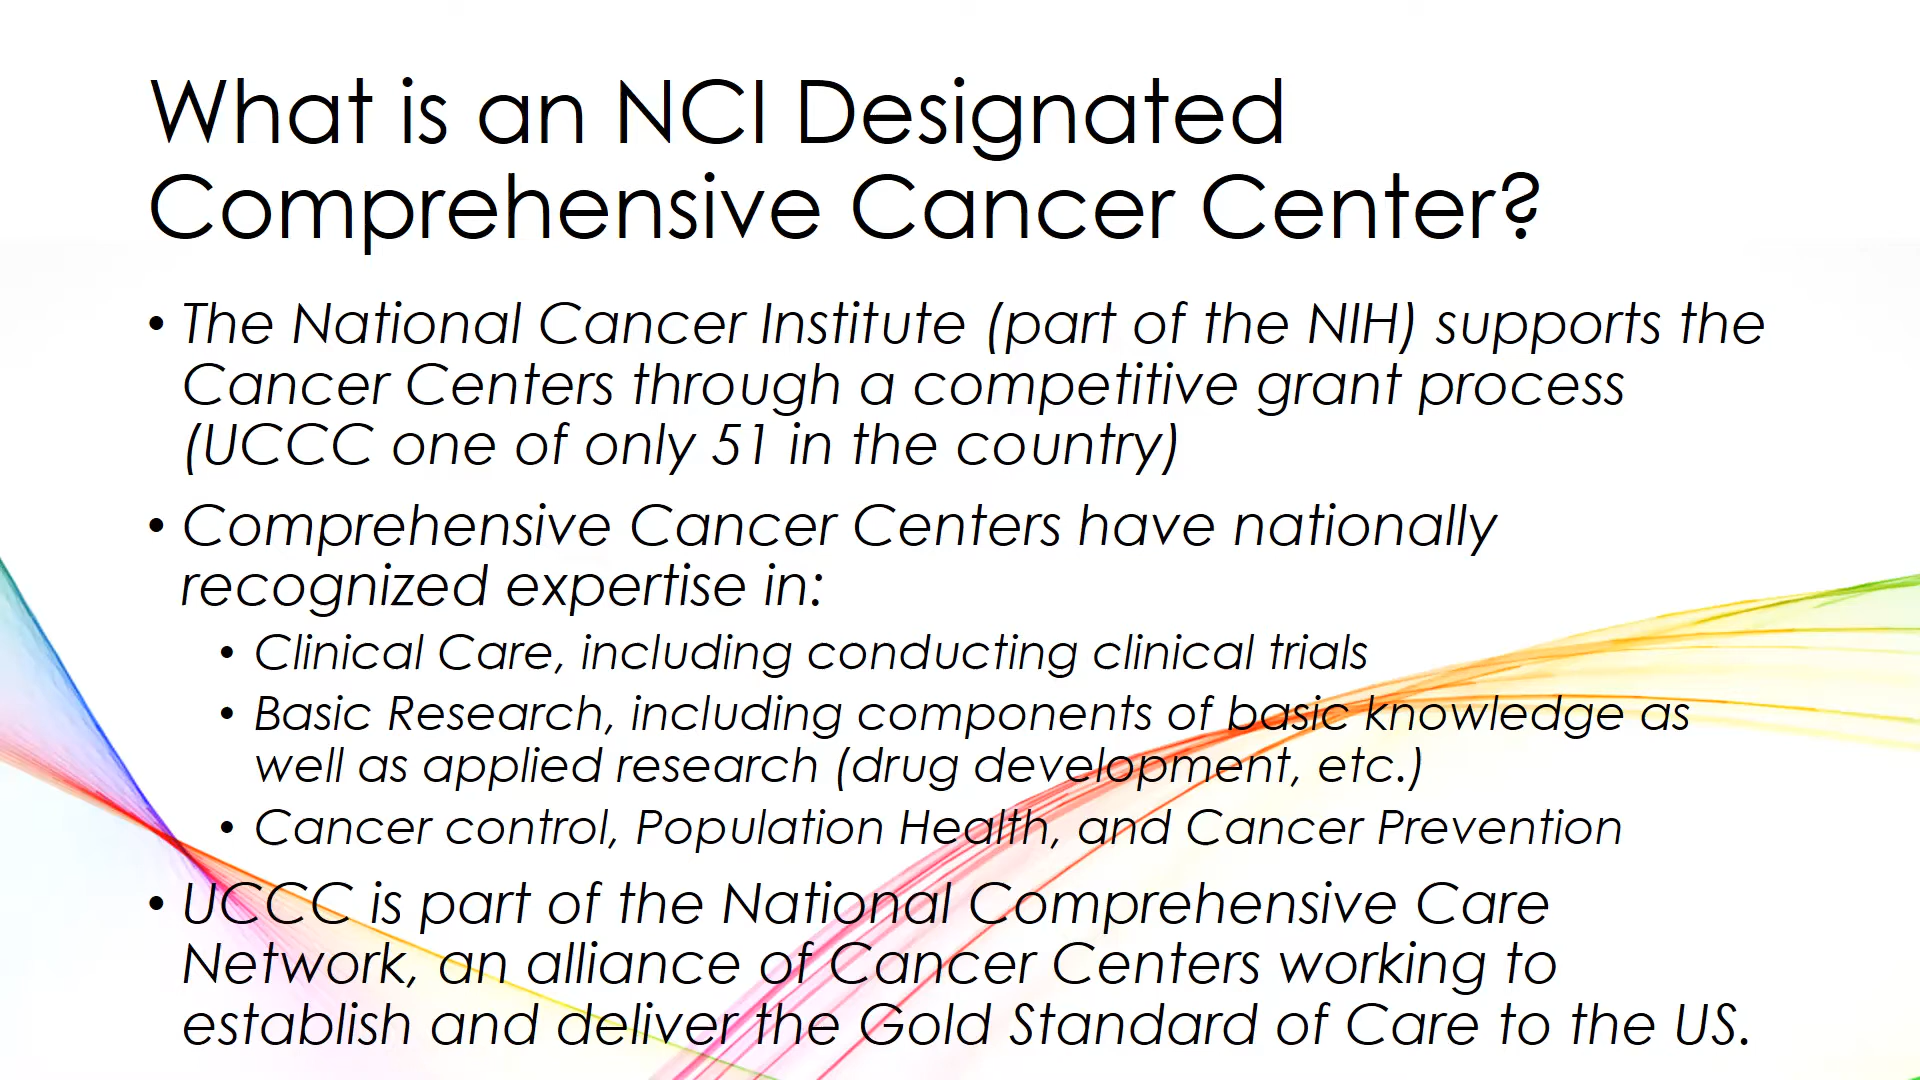 What is an NCI Designated
Comprehensive Cancer Center?
• The National Cancer Institute (part of the NIH) supports the
Cancer Centers through a competitive grant process
(UCCC one of only 51 in the country)
• Comprehensive Cancer Centers have nationally
recognized expertise in:
• Clinical Care, including conducting clinical trials
• Basic Research, including components of basic knowledge as
well as applied research (drug development, etc.)
• Cancer control, Population Health, and Cancer Prevention
• UCCC is part of the National Comprehensive Care
Network, an alliance of Cancer Centers working to
establish and deliver the Gold Standard of Care to the US.